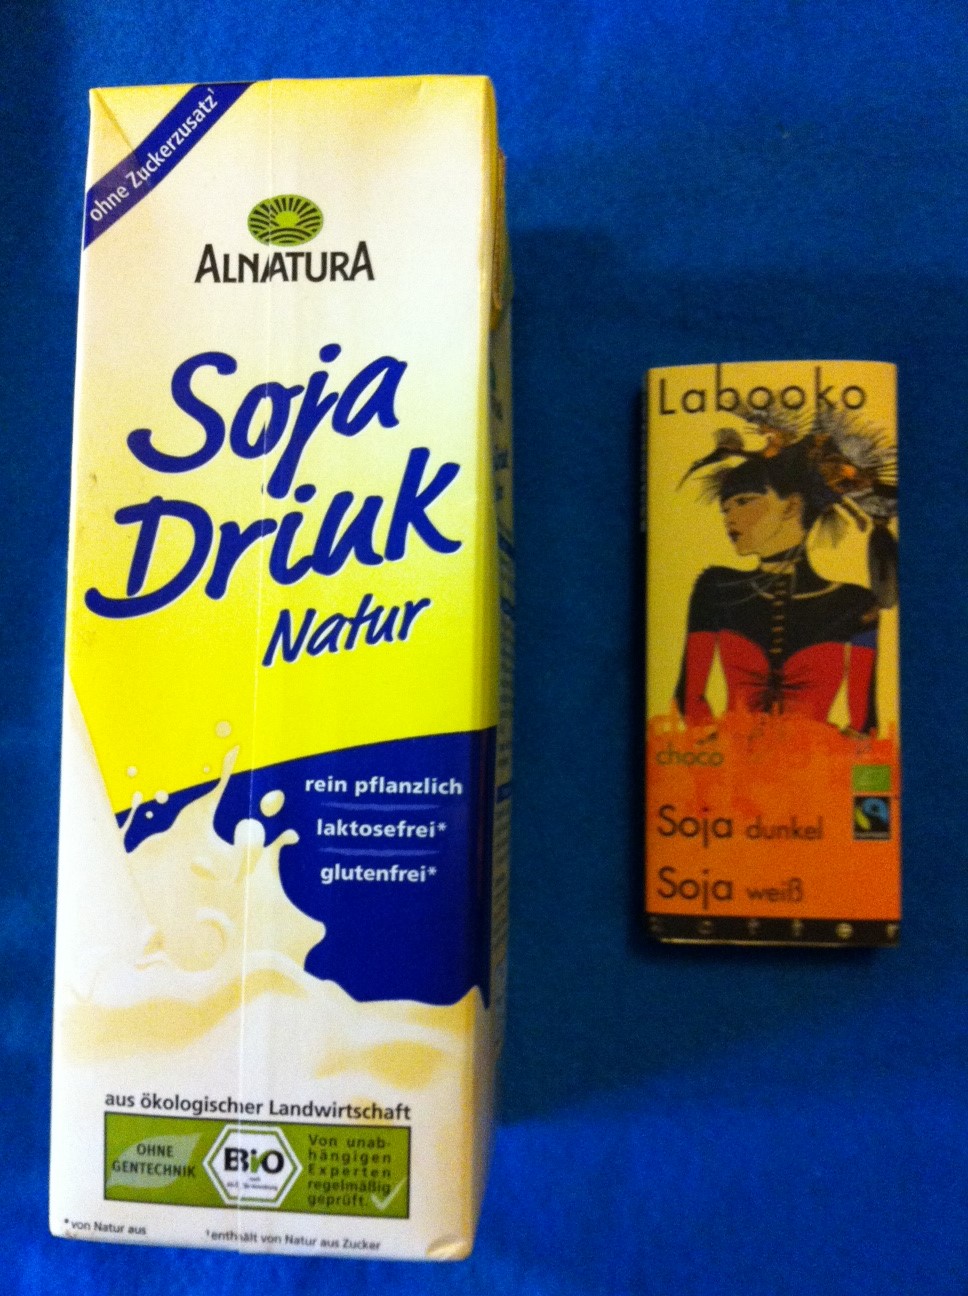 ohne Zuckerzusatz¹
ALNATURA
Soja
Drink
Natur
rein pflanzlich
laktosefrei*
glutenfrei*
aus ökologischer Landwirtschaft
OHNE
GENTECHNIK
BiO
Von unab-
hängigen
Experten
regelmäßig
geprüft.
*von Natur aus
¹enthält von Natur aus Zucker
Labooko
choco
Soja dunkel
Soja weiß
zotter